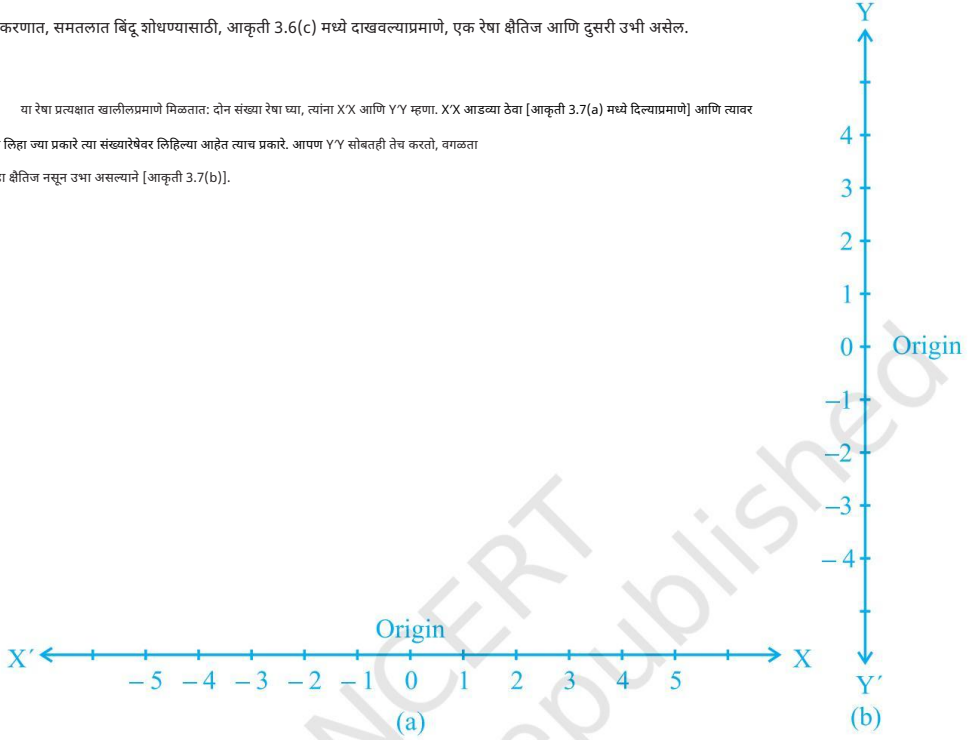 करणात, समतलात बिंदू शोधण्यासाठी, आकृती 3.6(c) मध्ये दाखवल्याप्रमाणे, एक रेषा क्षैतिज आणि दुसरी उभी असेल.
या रेषा प्रत्यक्षात खालीलप्रमाणे मिळतात: दोन संख्या रेषा घ्या, त्यांना X′X आणि Y′Y म्हणा. X′X आडव्या ठेवा [आकृती 3.7(a) मध्ये दिल्याप्रमाणे] आणि त्यावर
लिहा ज्या प्रकारे त्या संख्यारेषेवर लिहिल्या आहेत त्याच प्रकारे. आपण Y′Y सोबतही तेच करतो, वगळता
क्षैतिज नसून उभा असल्याने [आकृती 3.7(b)].
Y
4
3
2
1
0 Origin
–1
–2
–3
– 4
Y′
(b)
Origin
X′ X
– 5 – 4 – 3 – 2 – 1 0 1 2 3 4 5
(a)
NCERT
republished